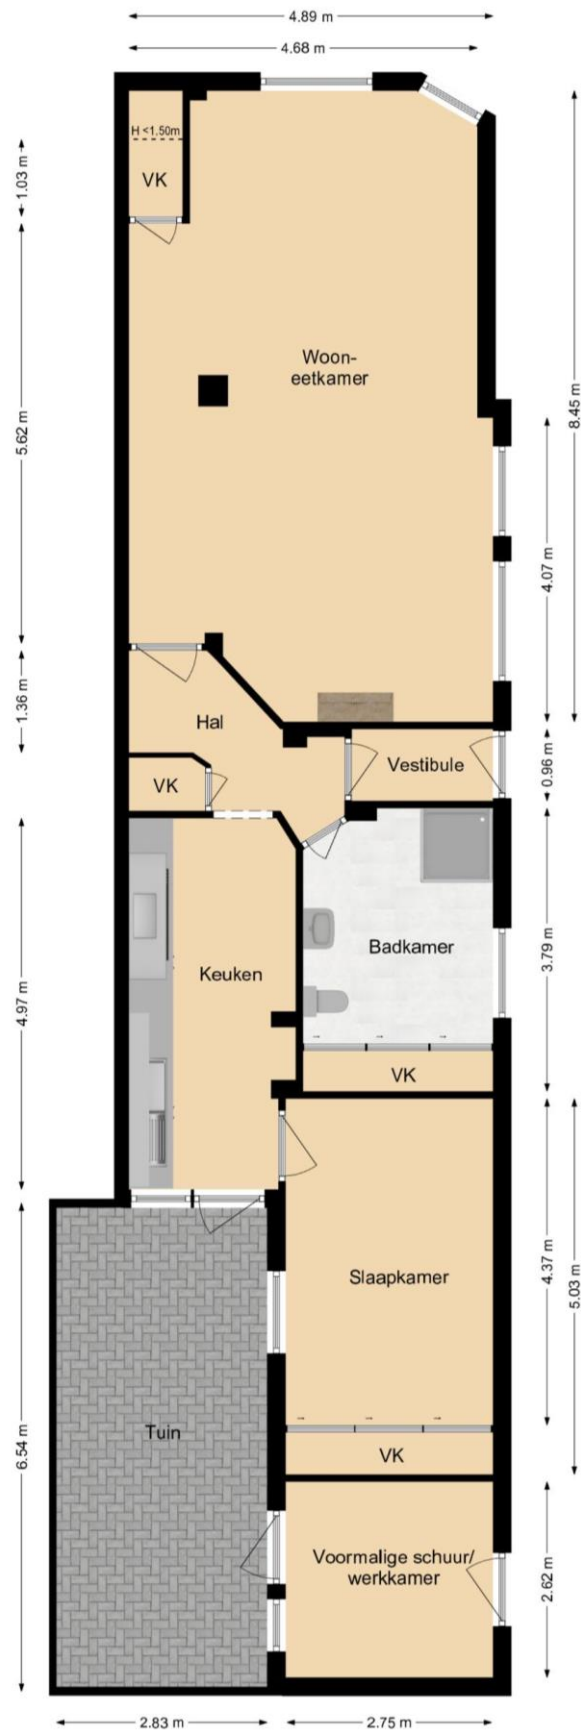 4.89 m
4.68 m
H <1.50m
VK
1.03 m
Woon-
eetkamer
5.62 m
8.45 m
4.07 m
1.36 m
Hal
VK
Vestibule
0.96 m
Keuken
Badkamer
VK
4.97 m
3.79 m
Slaapkamer
VK
4.37 m
5.03 m
Tuin
6.54 m
Voormalige schuur/
werkkamer
2.62 m
2.83 m
2.75 m